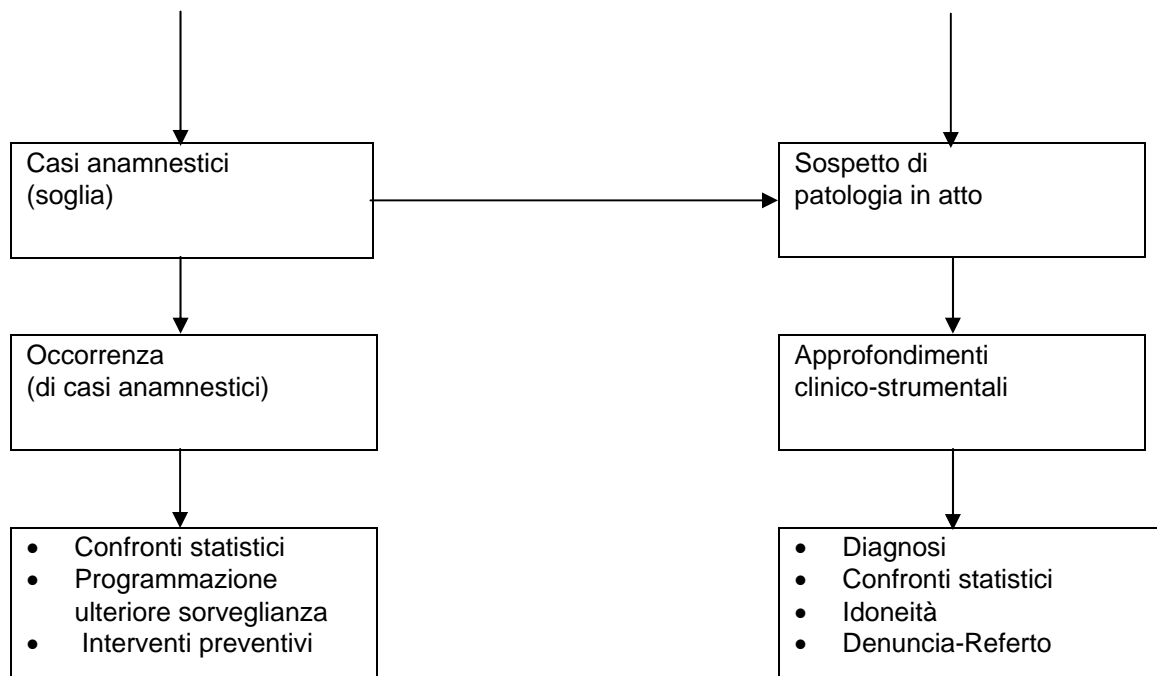 Casi anamnestici
(soglia)
Sospetto di
patologia in atto
Occorrenza
(di casi anamnestici)
Approfondimenti
clinico-strumentali
• Confronti statistici
• Programmazione
ulteriore sorveglianza
• Interventi preventivi
• Diagnosi
• Confronti statistici
• Idoneità
• Denuncia-Referto